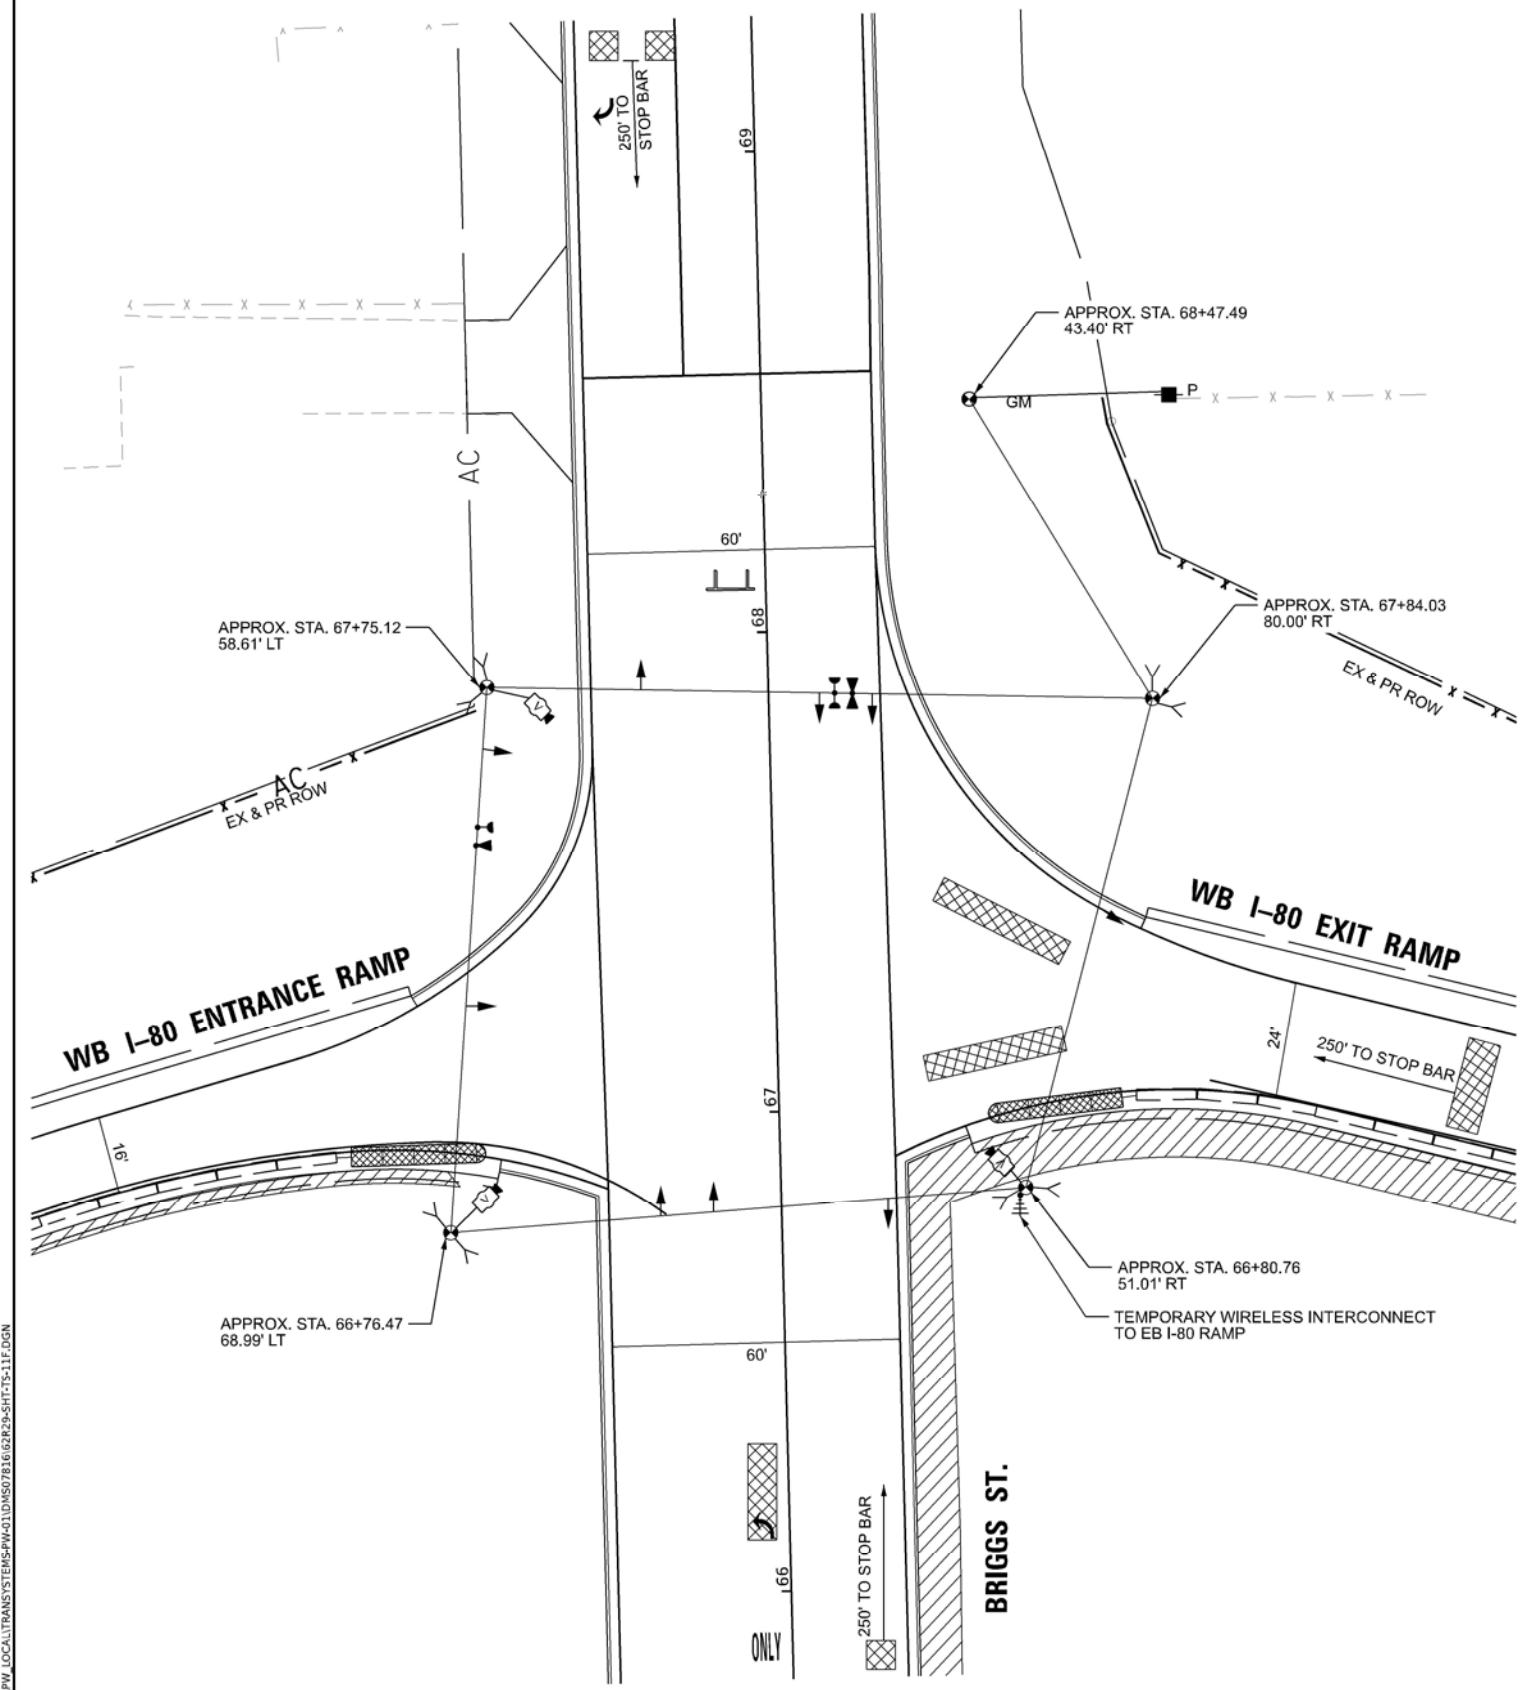 250' TO
STOP BAR
69
APPROX. STA. 68+47.49
43.40' RT
GM
P
AC
60'
68
APPROX. STA. 67+75.12
58.61' LT
APPROX. STA. 67+84.03
80.00' RT
V
EX & PR ROW
AC
EX & PR ROW
WB I-80 EXIT RAMP
WB I-80 ENTRANCE RAMP
24'
250' TO STOP BAR
67
16'
V
V
APPROX. STA. 66+80.76
51.01' RT
TEMPORARY WIRELESS INTERCONNECT
TO EB I-80 RAMP
APPROX. STA. 66+76.47
68.99' LT
60'
250' TO STOP BAR
BRIGGS ST.
66
ONLY
PW_LOCAL\TRANSYSTEMS-PW-01\DMS07816\62R29-SHT-TS-11F.DGN